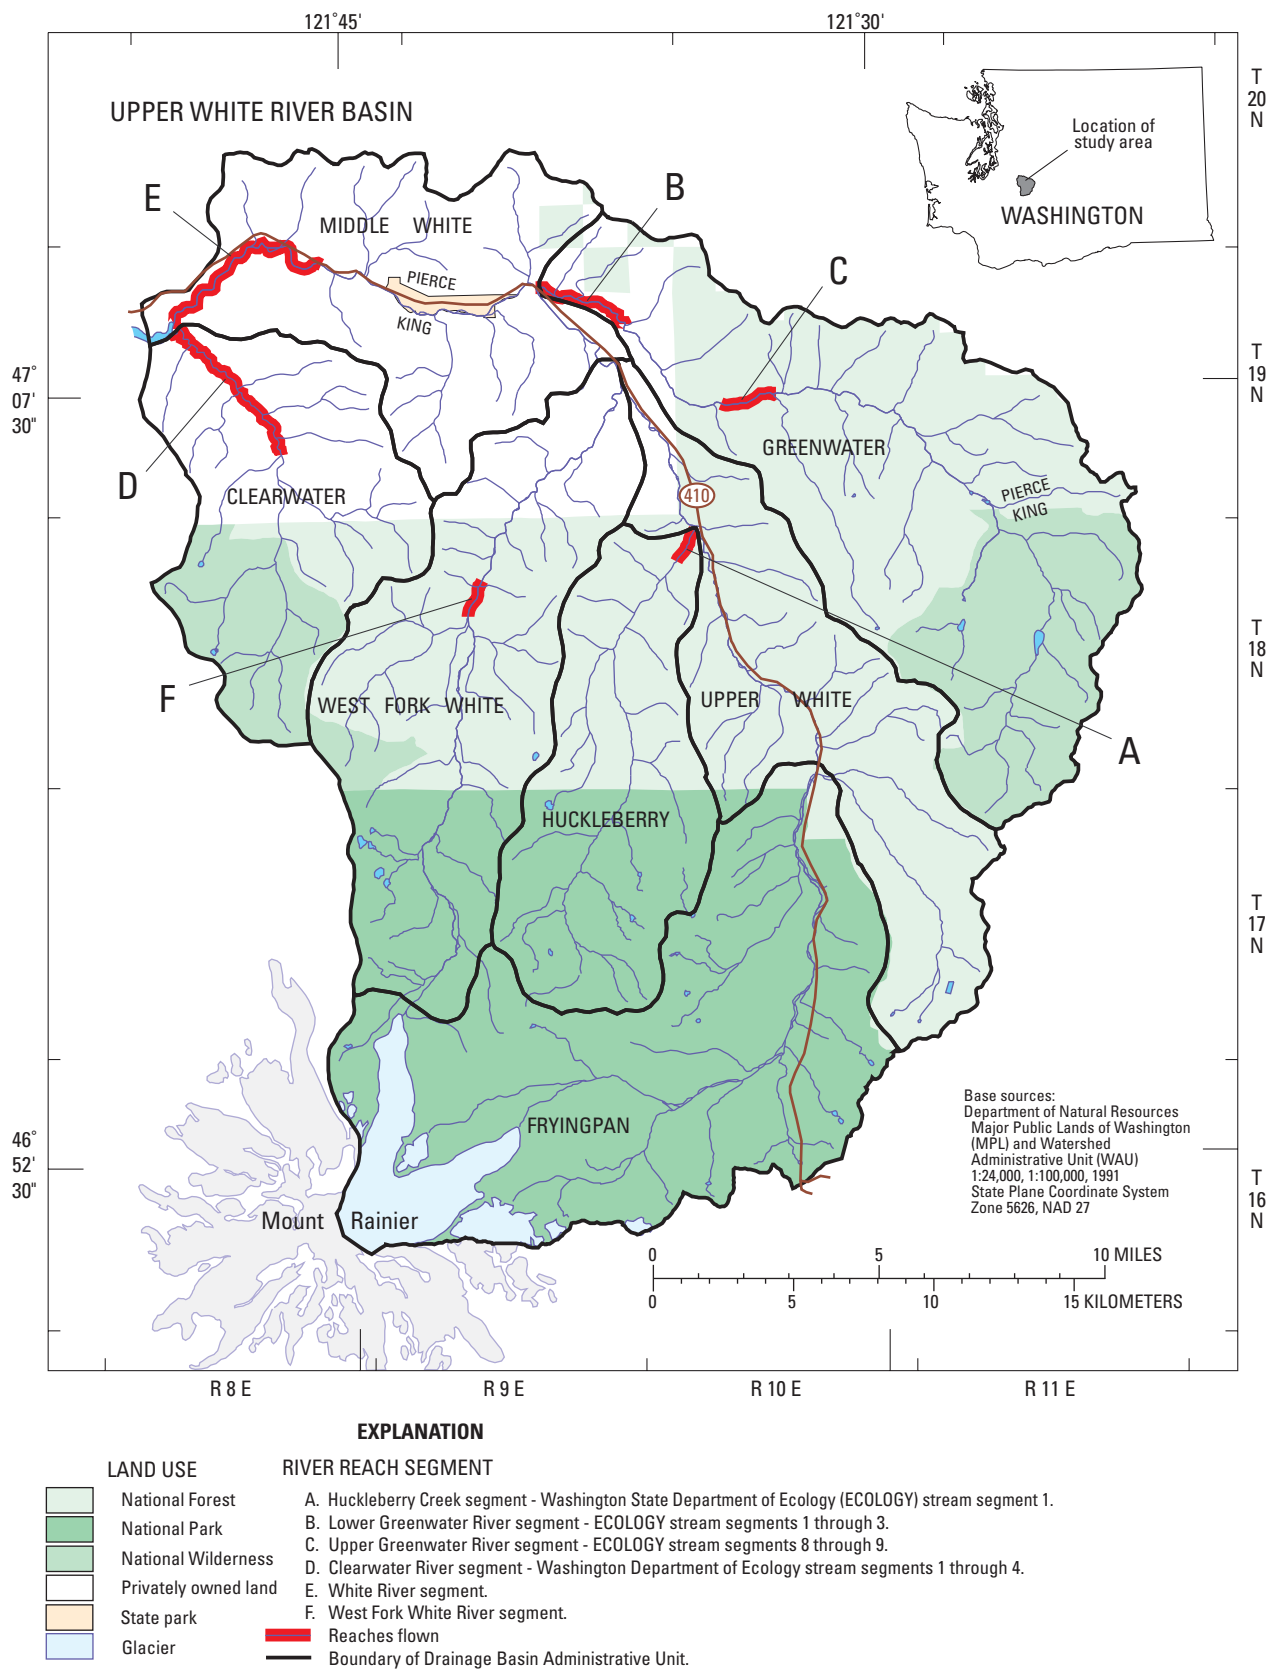 121°45'
121°30'
UPPER WHITE RIVER BASIN
T
20
N
Location of
study area
WASHINGTON
E
B
MIDDLE WHITE
C
PIERCE
KING
47°
07'
30"
T
19
N
GREENWATER
D
CLEARWATER
410
PIERCE
KING
T
18
N
F
WEST FORK WHITE
UPPER WHITE
A
HUCKLEBERRY
T
17
N
46°
52'
30"
FRYINGPAN
Base sources:
Department of Natural Resources
Major Public Lands of Washington
(MPL) and Watershed
Administrative Unit (WAU)
1:24,000, 1:100,000, 1991
State Plane Coordinate System
Zone 5626, NAD 27
T
16
N
Mount Rainier
0 5 10 MILES
0 5 10 15 KILOMETERS
R 8 E R 9 E R 10 E R 11 E
EXPLANATION
LAND USE
National Forest
National Park
National Wilderness
Privately owned land
State park
Glacier
RIVER REACH SEGMENT
A. Huckleberry Creek segment - Washington State Department of Ecology (ECOLOGY) stream segment 1.
B. Lower Greenwater River segment - ECOLOGY stream segments 1 through 3.
C. Upper Greenwater River segment - ECOLOGY stream segments 8 through 9.
D. Clearwater River segment - Washington Department of Ecology stream segments 1 through 4.
E. White River segment.
F. West Fork White River segment.
Reaches flown
Boundary of Drainage Basin Administrative Unit.